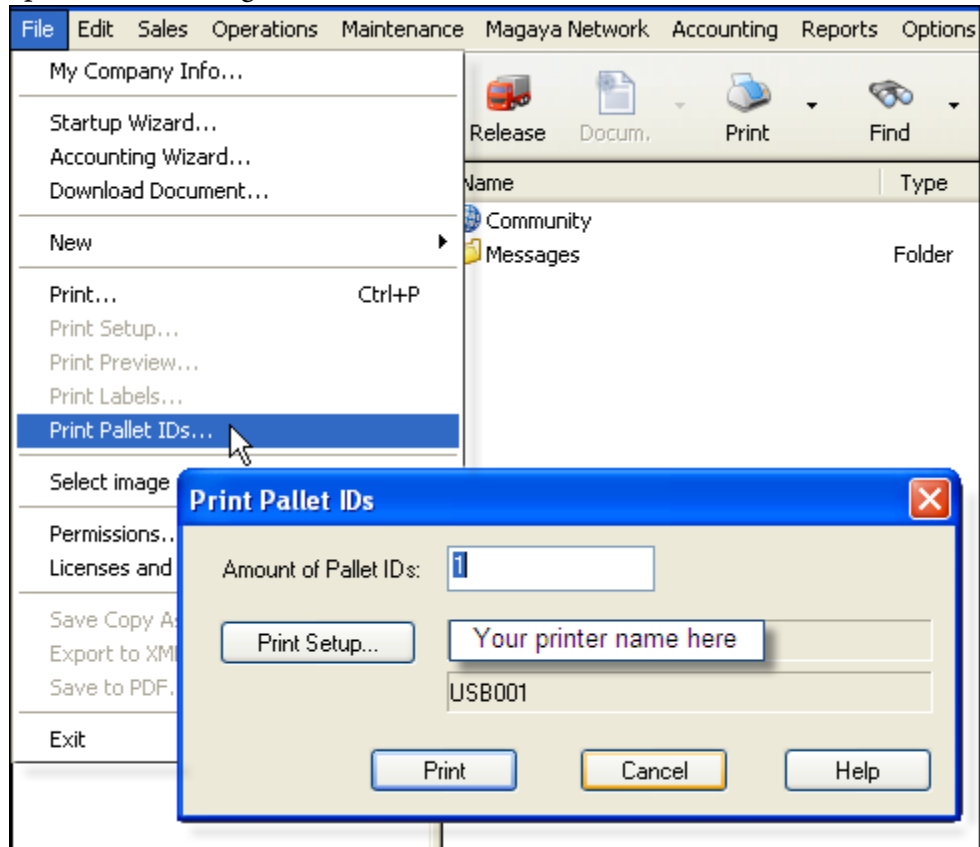 File Edit Sales Operations Maintenance Magaya Network Accounting Reports Options
My Company Info...
Startup Wizard...
Accounting Wizard...
Download Document...
New
Print... Ctrl+P
Print Setup...
Print Preview...
Print Labels...
Print Pallet IDs...
Select image
Permissions..
Licenses and
Save Copy
Export to
Save to PDF.
Exit
Release Docum. Print Find
Name Type
Community
Messages Folder
Print Pallet IDs
Amount of Pallet IDs: 1
Print Setup... Your printer name here
USB001
Print Cancel Help